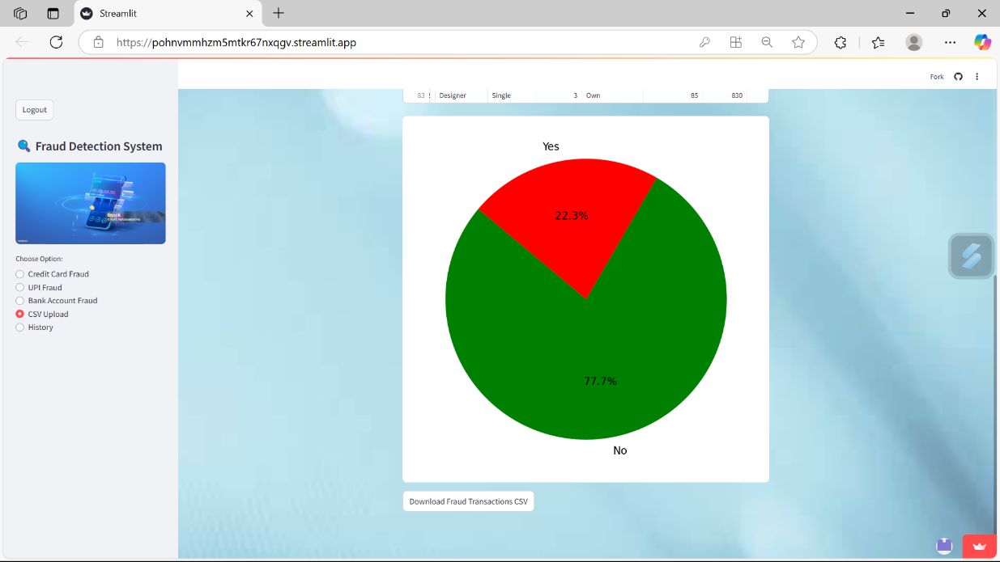 Streamlit
https://pohnvmmhzm5mtkr67nxqgv.streamlit.app
Fork
Logout
Fraud Detection System
Choose Option:
Credit Card Fraud
UPI Fraud
Bank Account Fraud
CSV Upload
History
83 Designer Single 3 Own 85 830
Yes
22.3%
77.7%
No
Download Fraud Transactions CSV